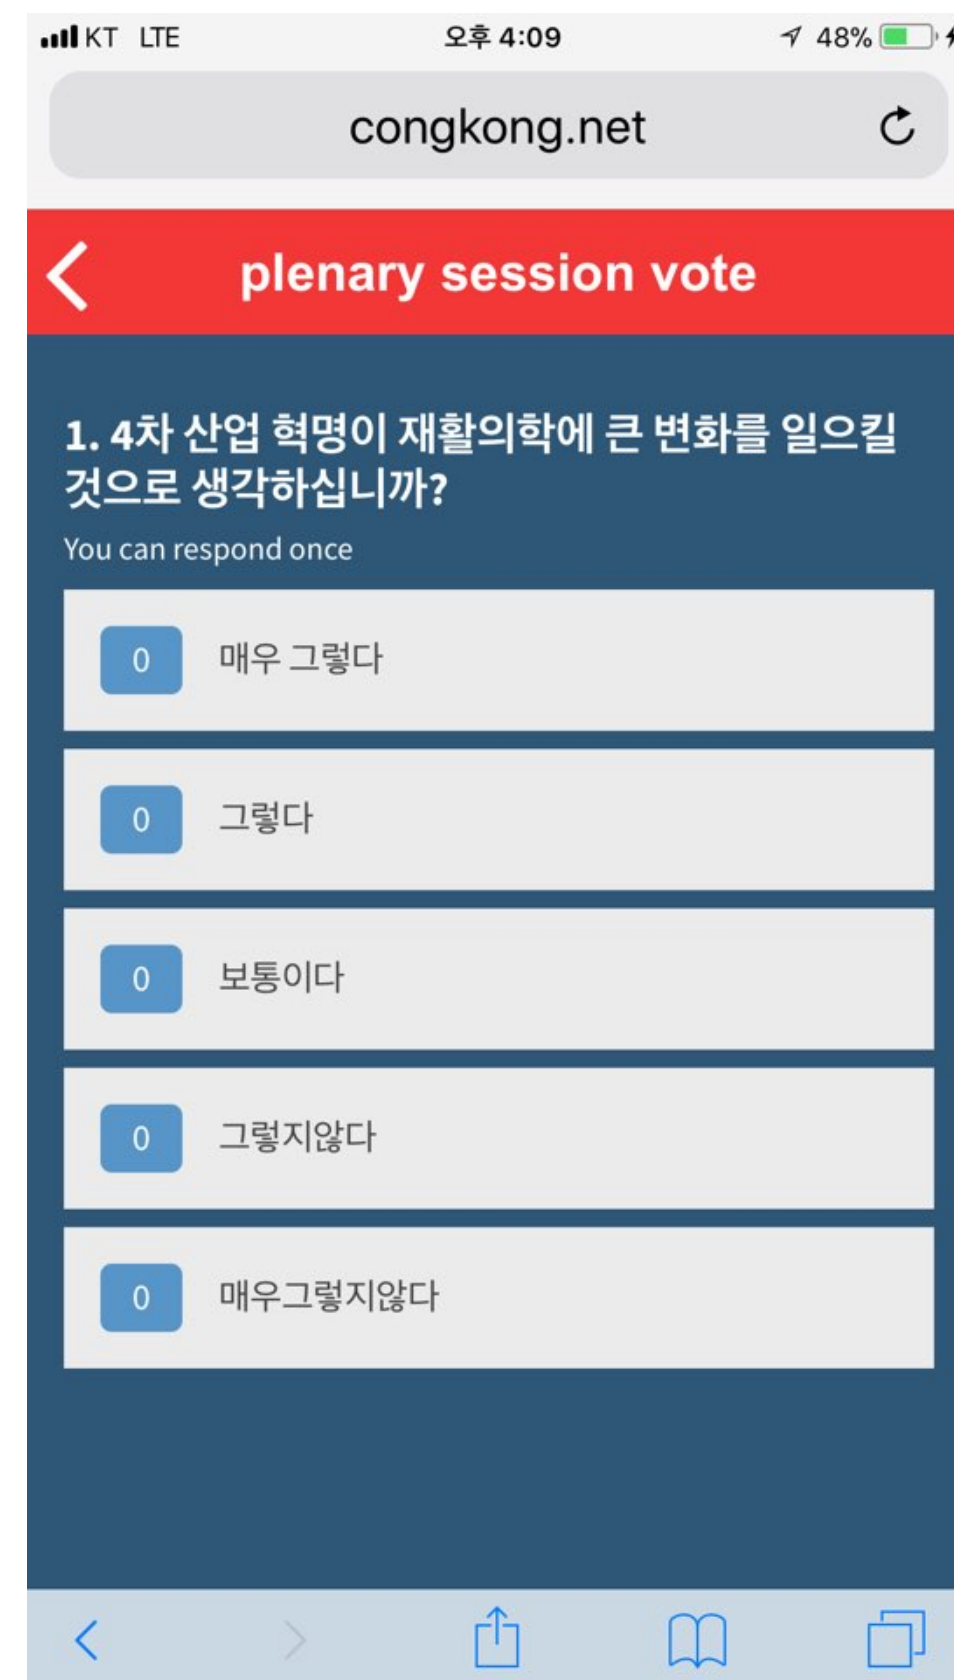 KT LTE 오후 4:09 48%
congkong.net
plenary session vote
1. 4차 산업 혁명이 재활의학에 큰 변화를 일으킬
것으로 생각하십니까?
You can respond once
0 매우 그렇다
0 그렇다
0 보통이다
0 그렇지않다
0 매우그렇지않다